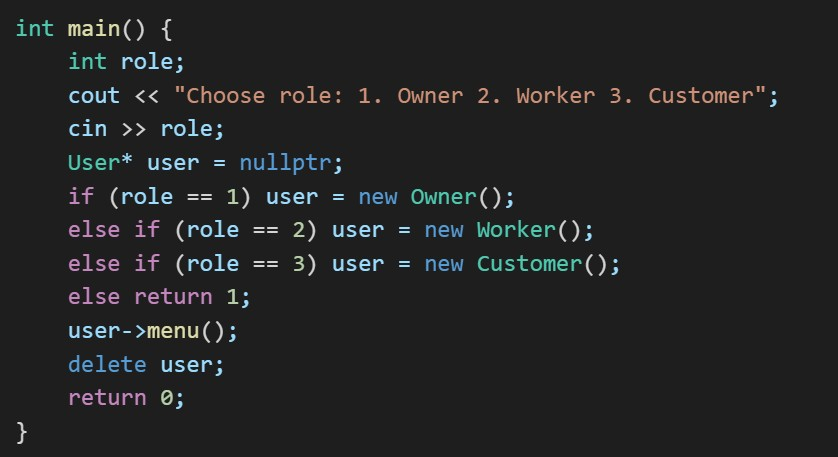 int main() {
    int role;
    cout << "Choose role: 1. Owner 2. Worker 3. Customer";
    cin >> role;
    User* user = nullptr;
    if (role == 1) user = new Owner();
    else if (role == 2) user = new Worker();
    else if (role == 3) user = new Customer();
    else return 1;
    user->menu();
    delete user;
    return 0;
}